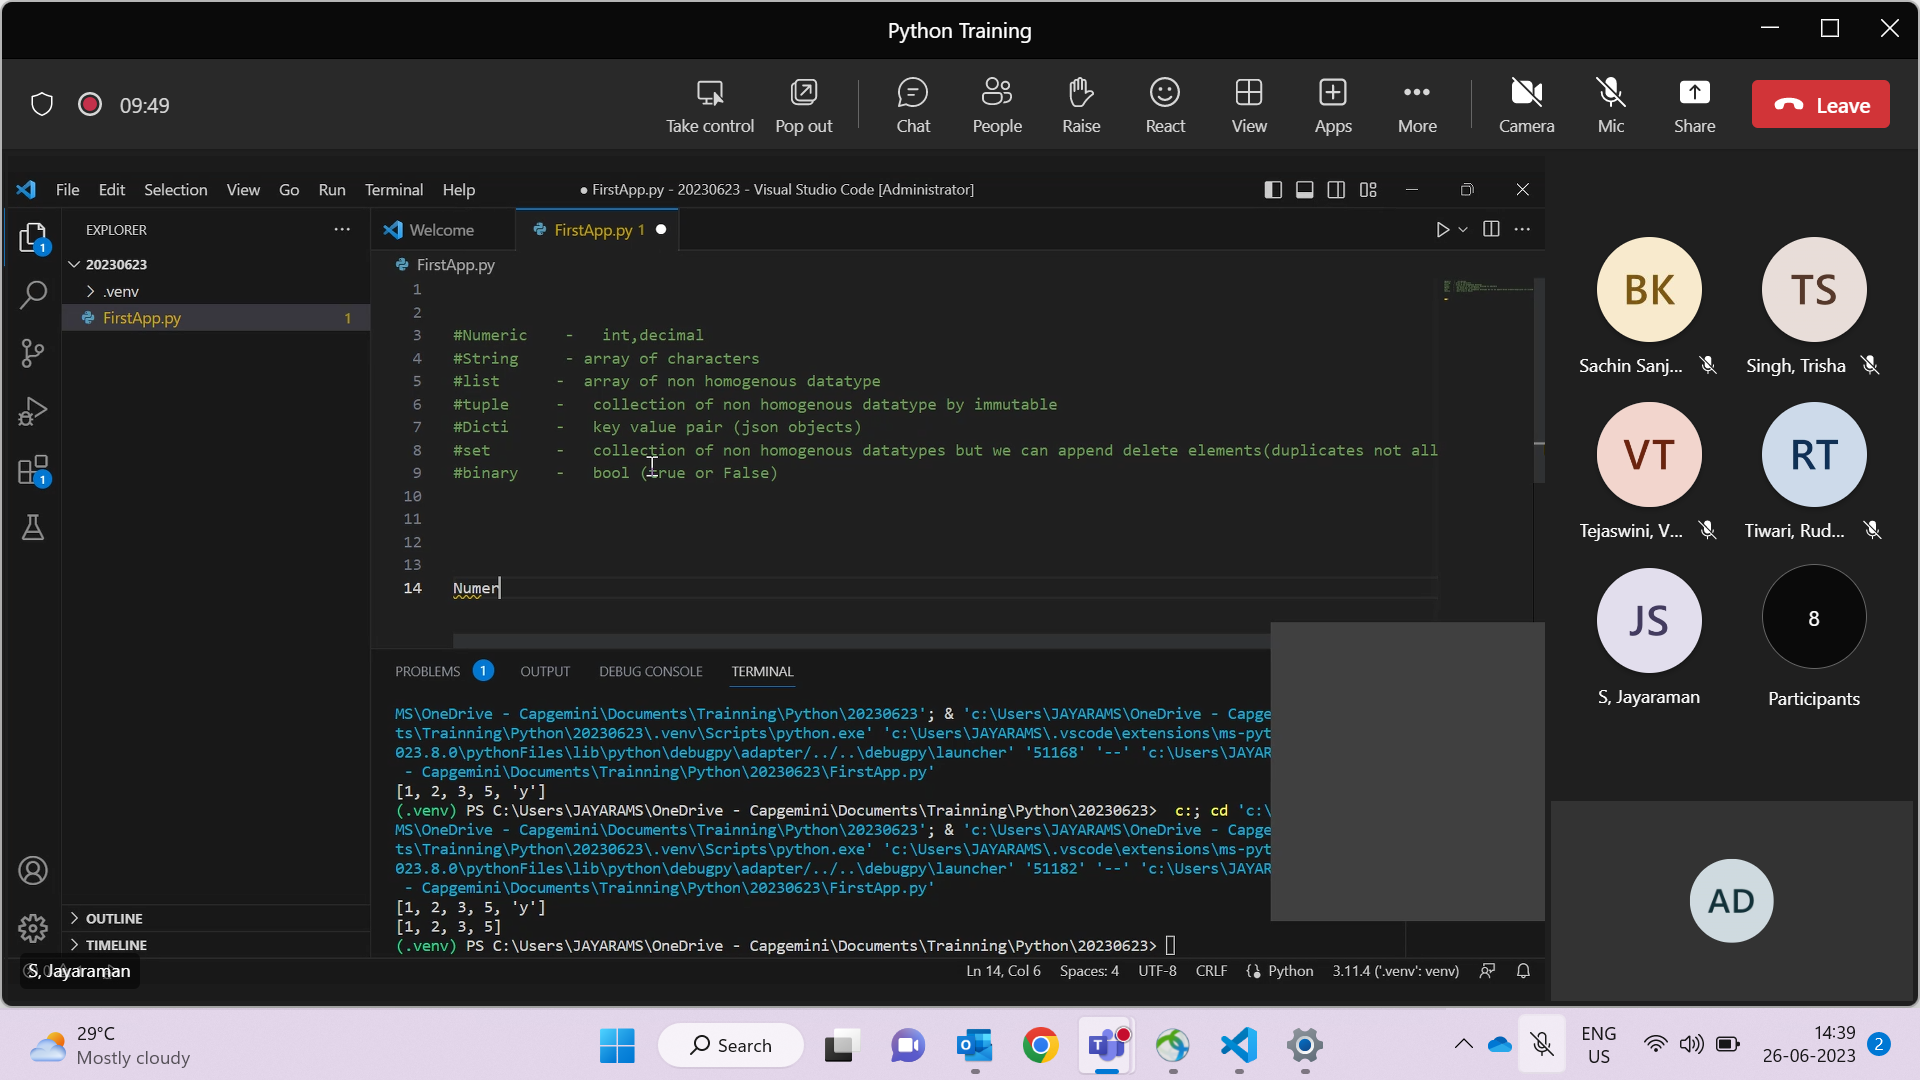 Python Training
09:49
Take control
Pop out
Chat
People
Raise
React
View
Apps
More
Camera
Mic
Share
Leave
File Edit Selection View Go Run Terminal Help
● FirstApp.py - 20230623 - Visual Studio Code [Administrator]
EXPLORER
Welcome
FirstApp.py 1
20230623
FirstApp.py
.venv
FirstApp.py 1
1
1
1
2
3 #Numeric - int,decimal
4 #String - array of characters
5 #list - array of non homogenous datatype
6 #tuple - collection of non homogenous datatype by immutable
7 #Dicti - key value pair (json objects)
8 #set - collection of non homogenous datatypes but we can append delete elements(duplicates not all
9 #binary - bool (true or False)
10
11
12
13
14 Numer
PROBLEMS 1 OUTPUT DEBUG CONSOLE TERMINAL
MS\OneDrive - Capgemini\Documents\Trainning\Python\20230623'; & 'c:\Users\JAYARAMS\OneDrive - Capge
ts\Trainning\Python\20230623\.venv\Scripts\python.exe' 'c:\Users\JAYARAMS\.vscode\extensions\ms-pyt
023.8.0\pythonFiles\lib\python\debugpy\adapter/../..\debugpy\launcher' '51168' '--' 'c:\Users\JAYAR
- Capgemini\Documents\Trainning\Python\20230623\FirstApp.py'
[1, 2, 3, 5, 'y']
(.venv) PS C:\Users\JAYARAMS\OneDrive - Capgemini\Documents\Trainning\Python\20230623> c:; cd 'c:\
MS\OneDrive - Capgemini\Documents\Trainning\Python\20230623'; & 'c:\Users\JAYARAMS\OneDrive - Capge
ts\Trainning\Python\20230623\.venv\Scripts\python.exe' 'c:\Users\JAYARAMS\.vscode\extensions\ms-pyt
023.8.0\pythonFiles\lib\python\debugpy\adapter/../..\debugpy\launcher' '51182' '--' 'c:\Users\JAYAR
- Capgemini\Documents\Trainning\Python\20230623\FirstApp.py'
[1, 2, 3, 5, 'y']
[1, 2, 3, 5]
(.venv) PS C:\Users\JAYARAMS\OneDrive - Capgemini\Documents\Trainning\Python\20230623>
OUTLINE
TIMELINE
S, Jayaraman
Ln 14, Col 6 Spaces: 4 UTF-8 CRLF Python 3.11.4 ('.venv': venv)
BK
Sachin Sanj...
TS
Singh, Trisha
VT
Tejaswini, V...
RT
Tiwari, Rud...
JS
S, Jayaraman
8
Participants
AD
29°C
Mostly cloudy
Search
ENG
US
14:39
26-06-2023
2